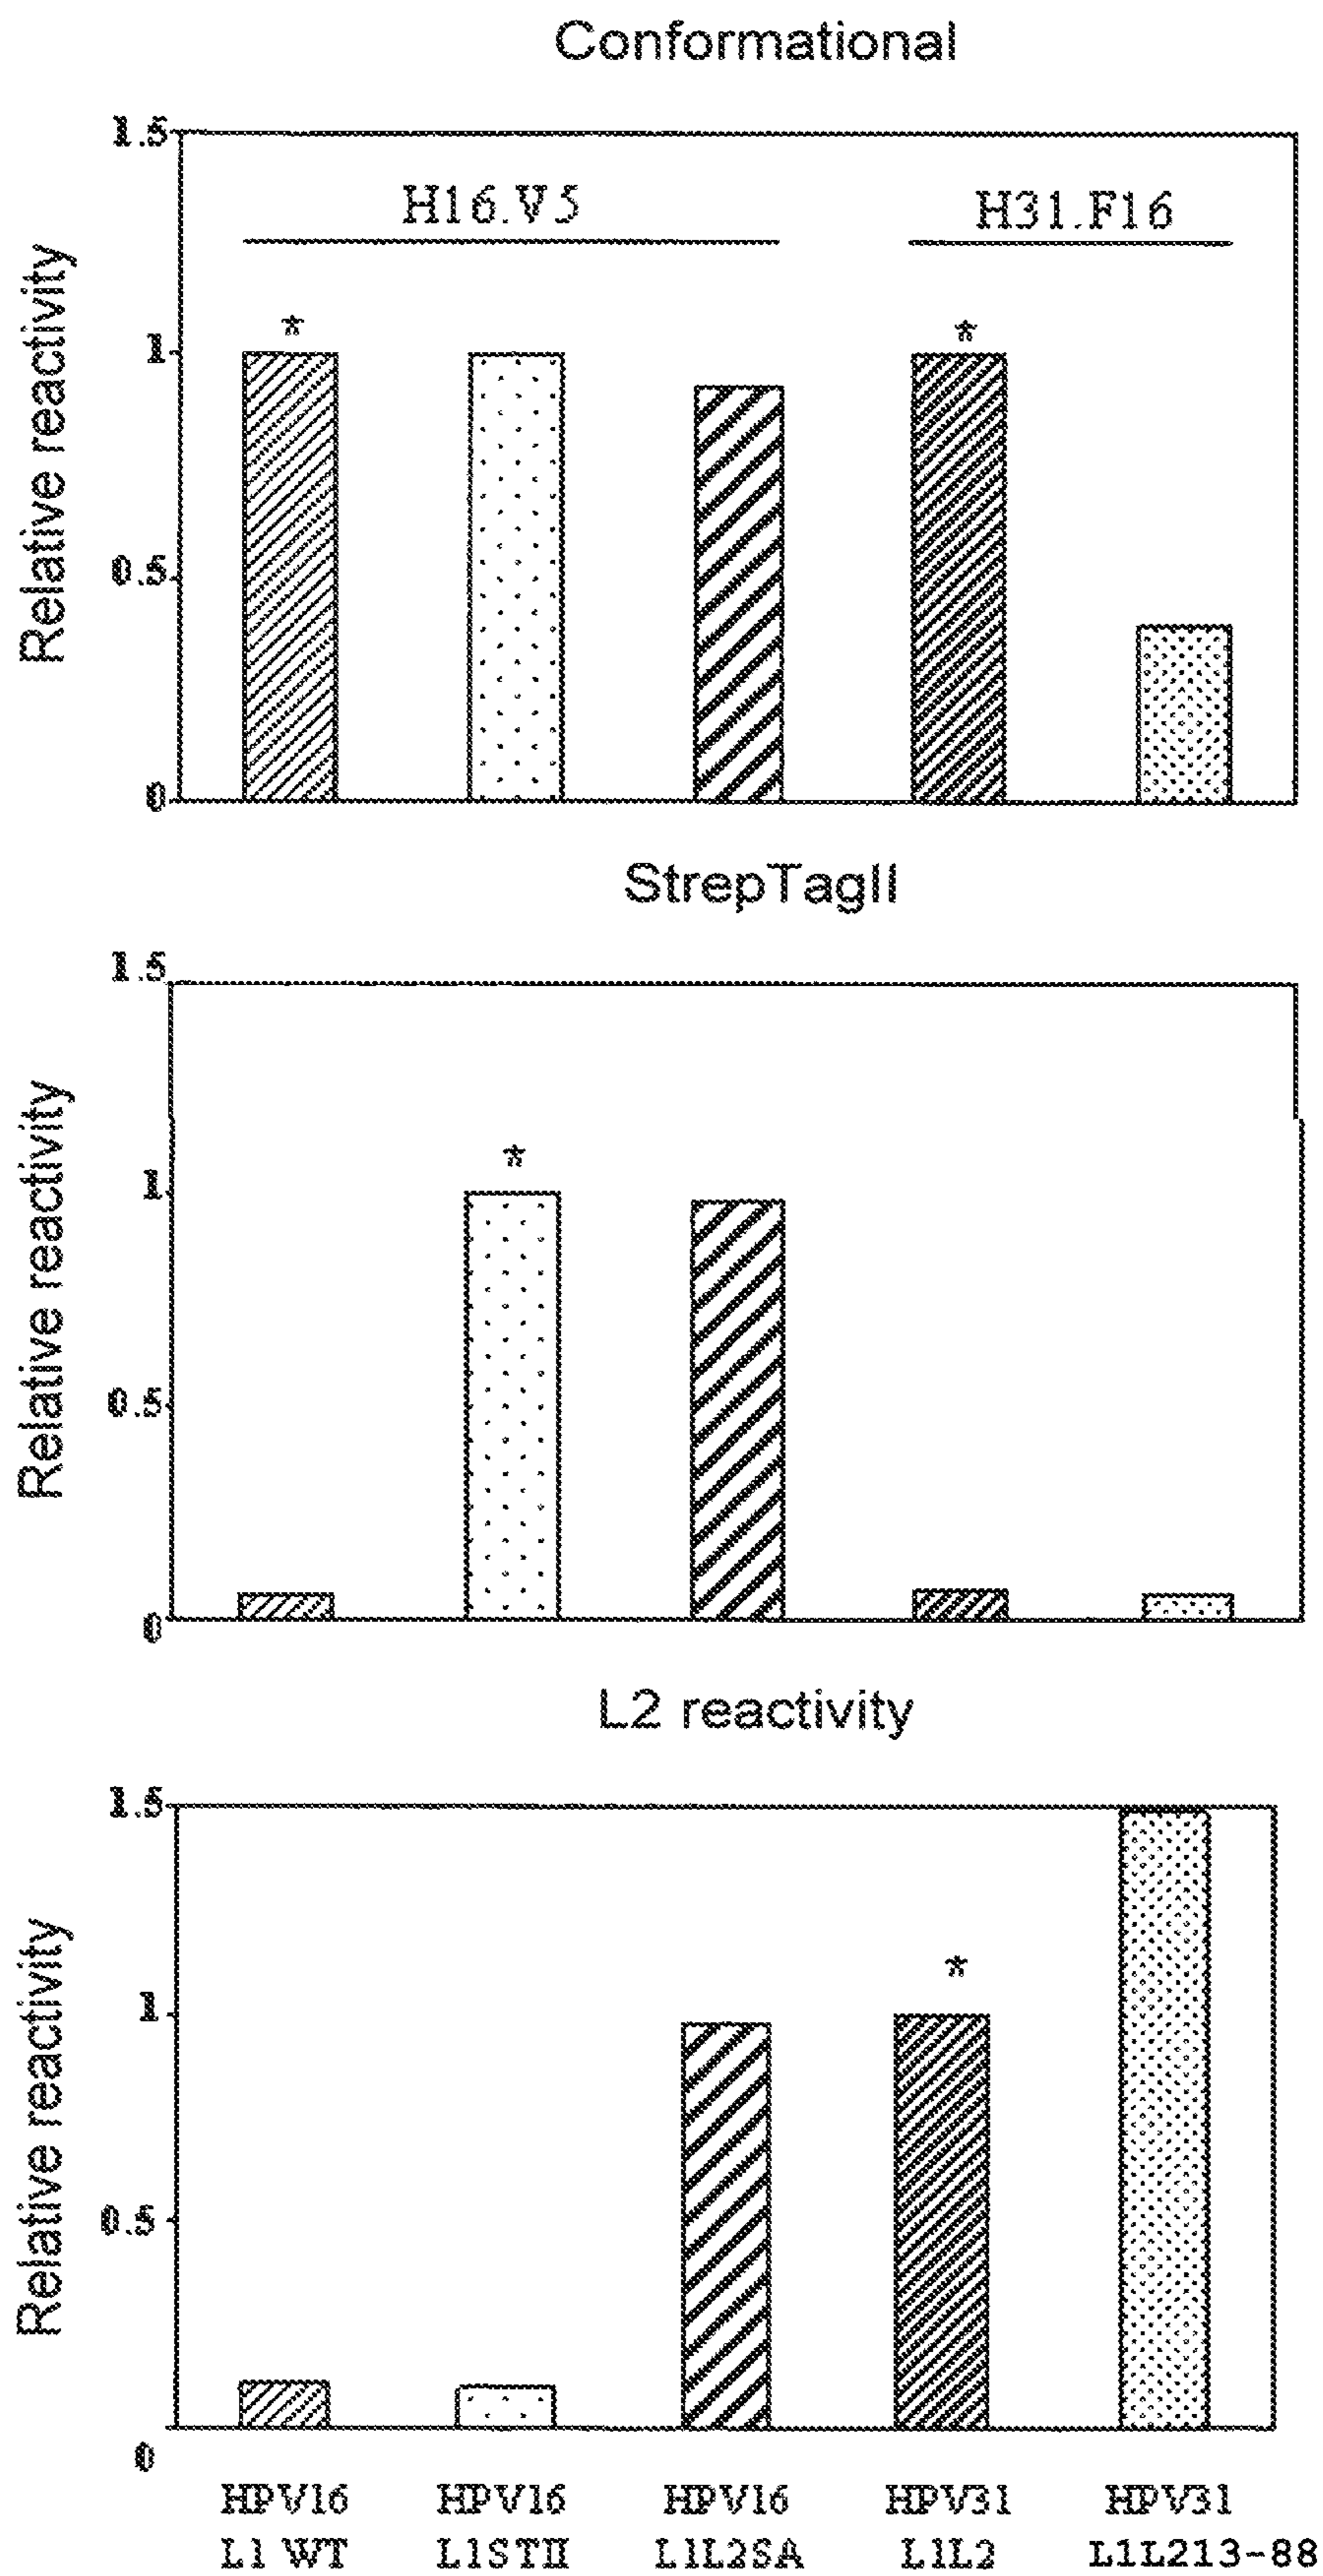 Conformational
Relative reactivity
1.5
1
0.5
0
H16.V5
H31.F16
*
*
StrepTagII
Relative reactivity
1.5
1
0.5
0
*
L2 reactivity
Relative reactivity
1.5
1
0.5
0
*
HPV16 HPV16 HPV16 HPV31 HPV31
L1 WT L1STII L1L2SA L1L2 L1L213-88